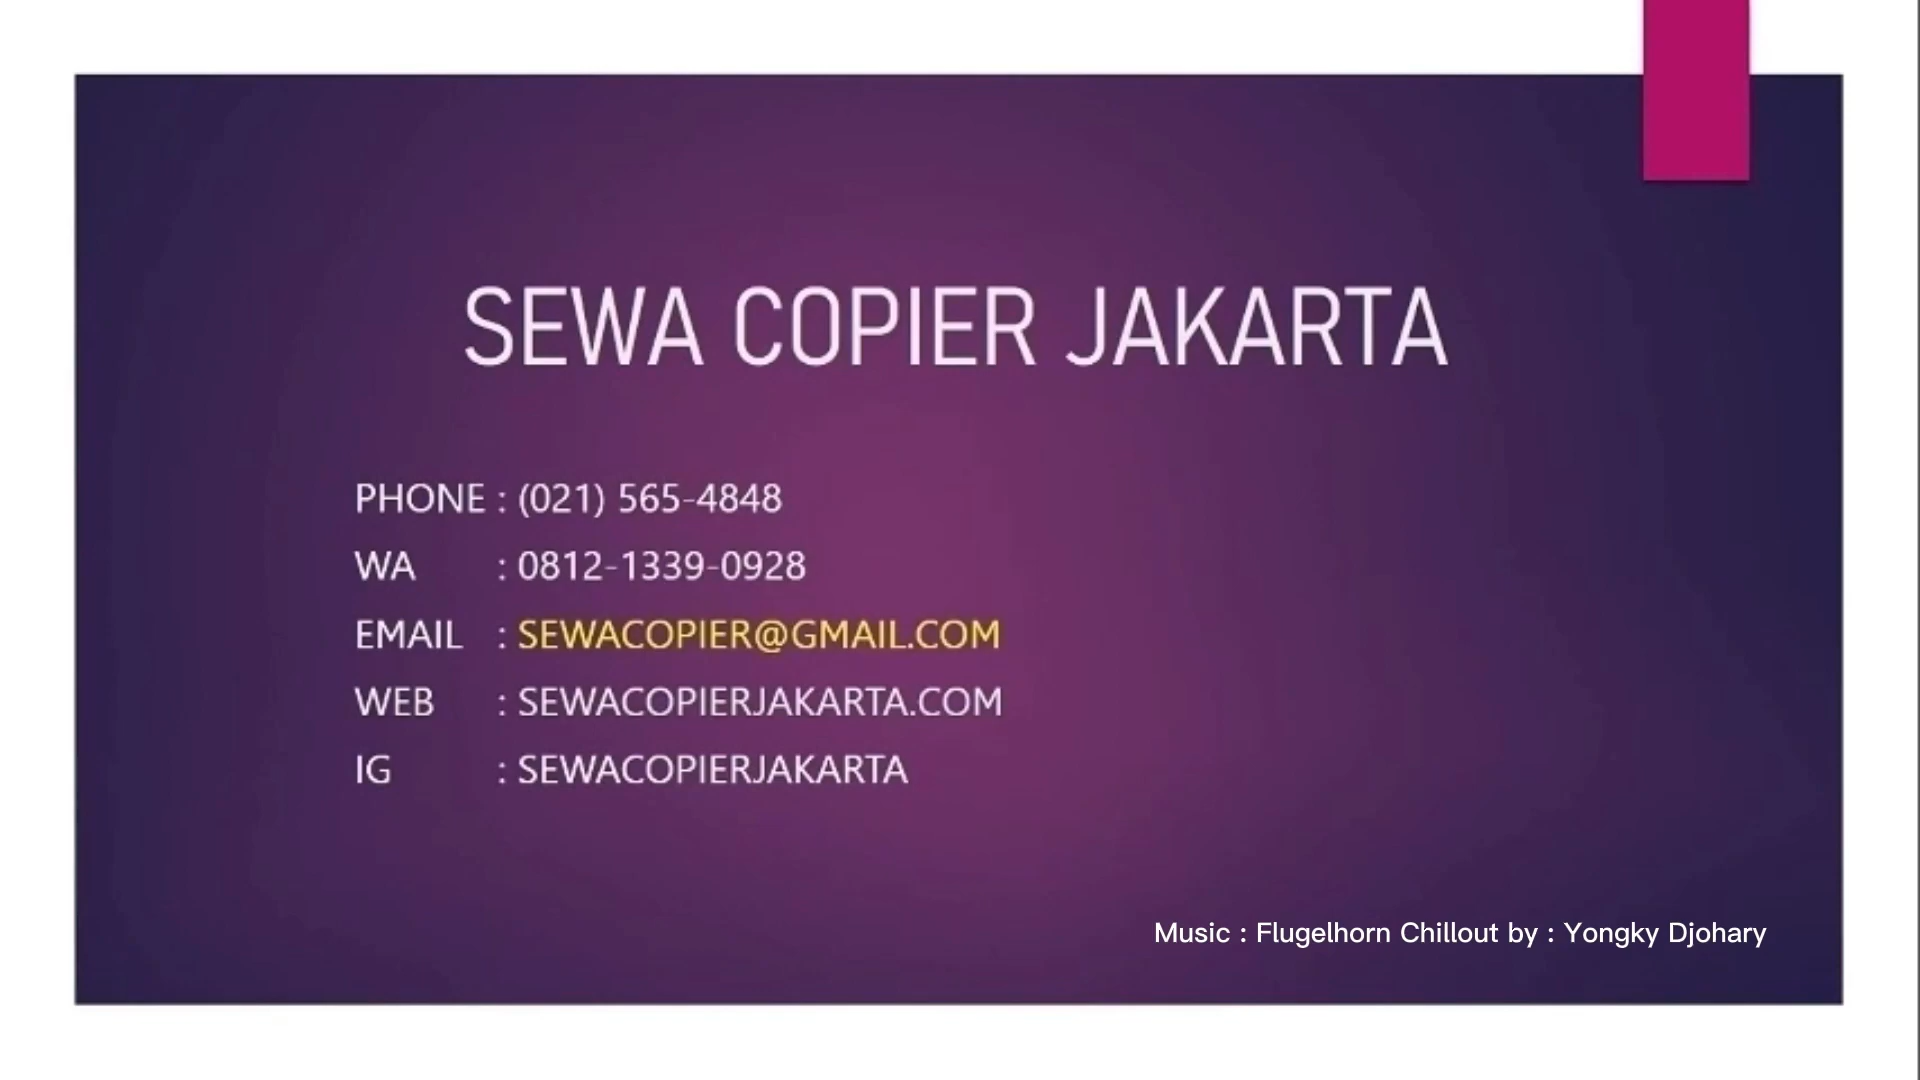 SEWA COPIER JAKARTA
PHONE : (021) 565-4848
WA : 0812-1339-0928
EMAIL : SEWACOPIER@GMAIL.COM
WEB : SEWACOPIERJAKARTA.COM
IG : SEWACOPIERJAKARTA
Music : Flugelhorn Chillout by : Yongky Djohary